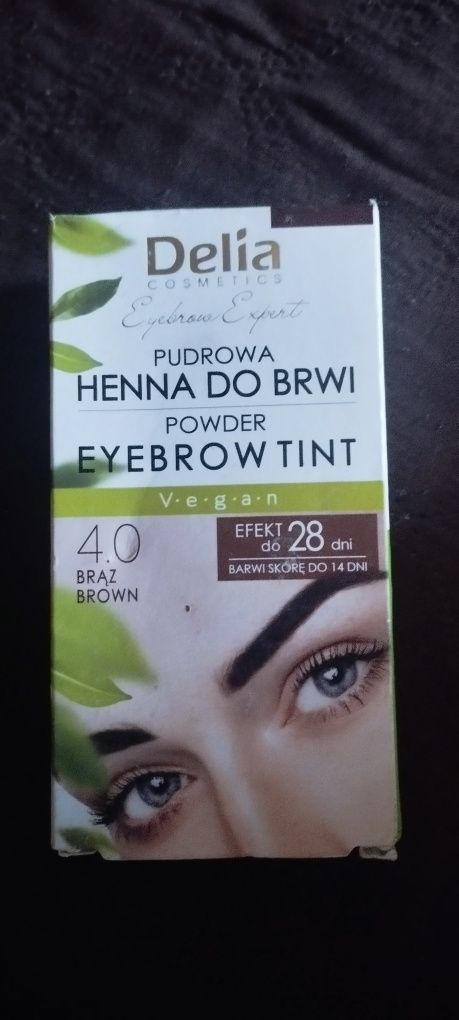 Delia
COSMETICS
Eyebrow Expert
PUDROWA
HENNA DO BRWI
POWDER
EYEBROW TINT
V·e·g·a·n
4.0
BRĄZ
BROWN
EFEKT
do 28 dni
BARWI SKÓRĘ DO 14 DNI